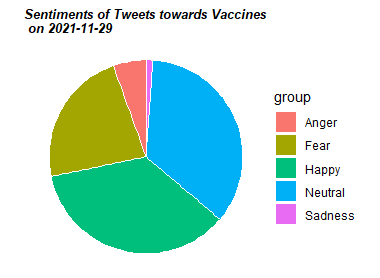 Sentiments of Tweets towards Vaccines
on 2021-11-29
group
Anger
Fear
Happy
Neutral
Sadness